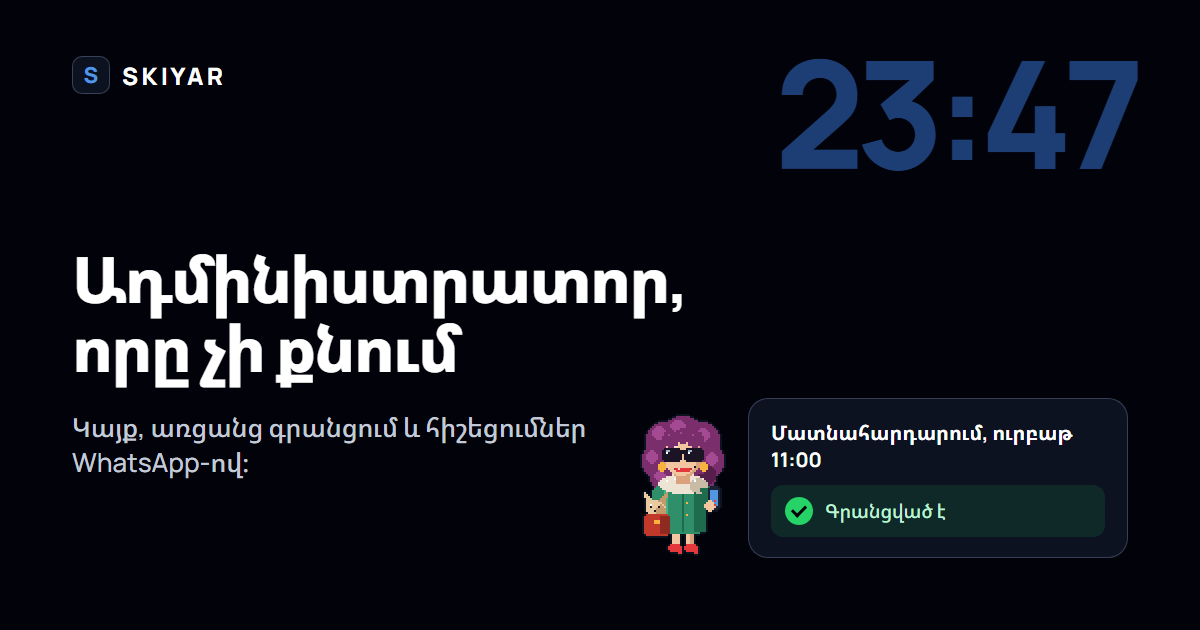 S SKIYAR
23:47
Ադմինիստրատոր,
որը չի քնում
Կայք, առցանց գրանցում և հիշեցումներ
WhatsApp-ով:
Մատնահարդարում, ուրբաթ
11:00
Գրանցված է